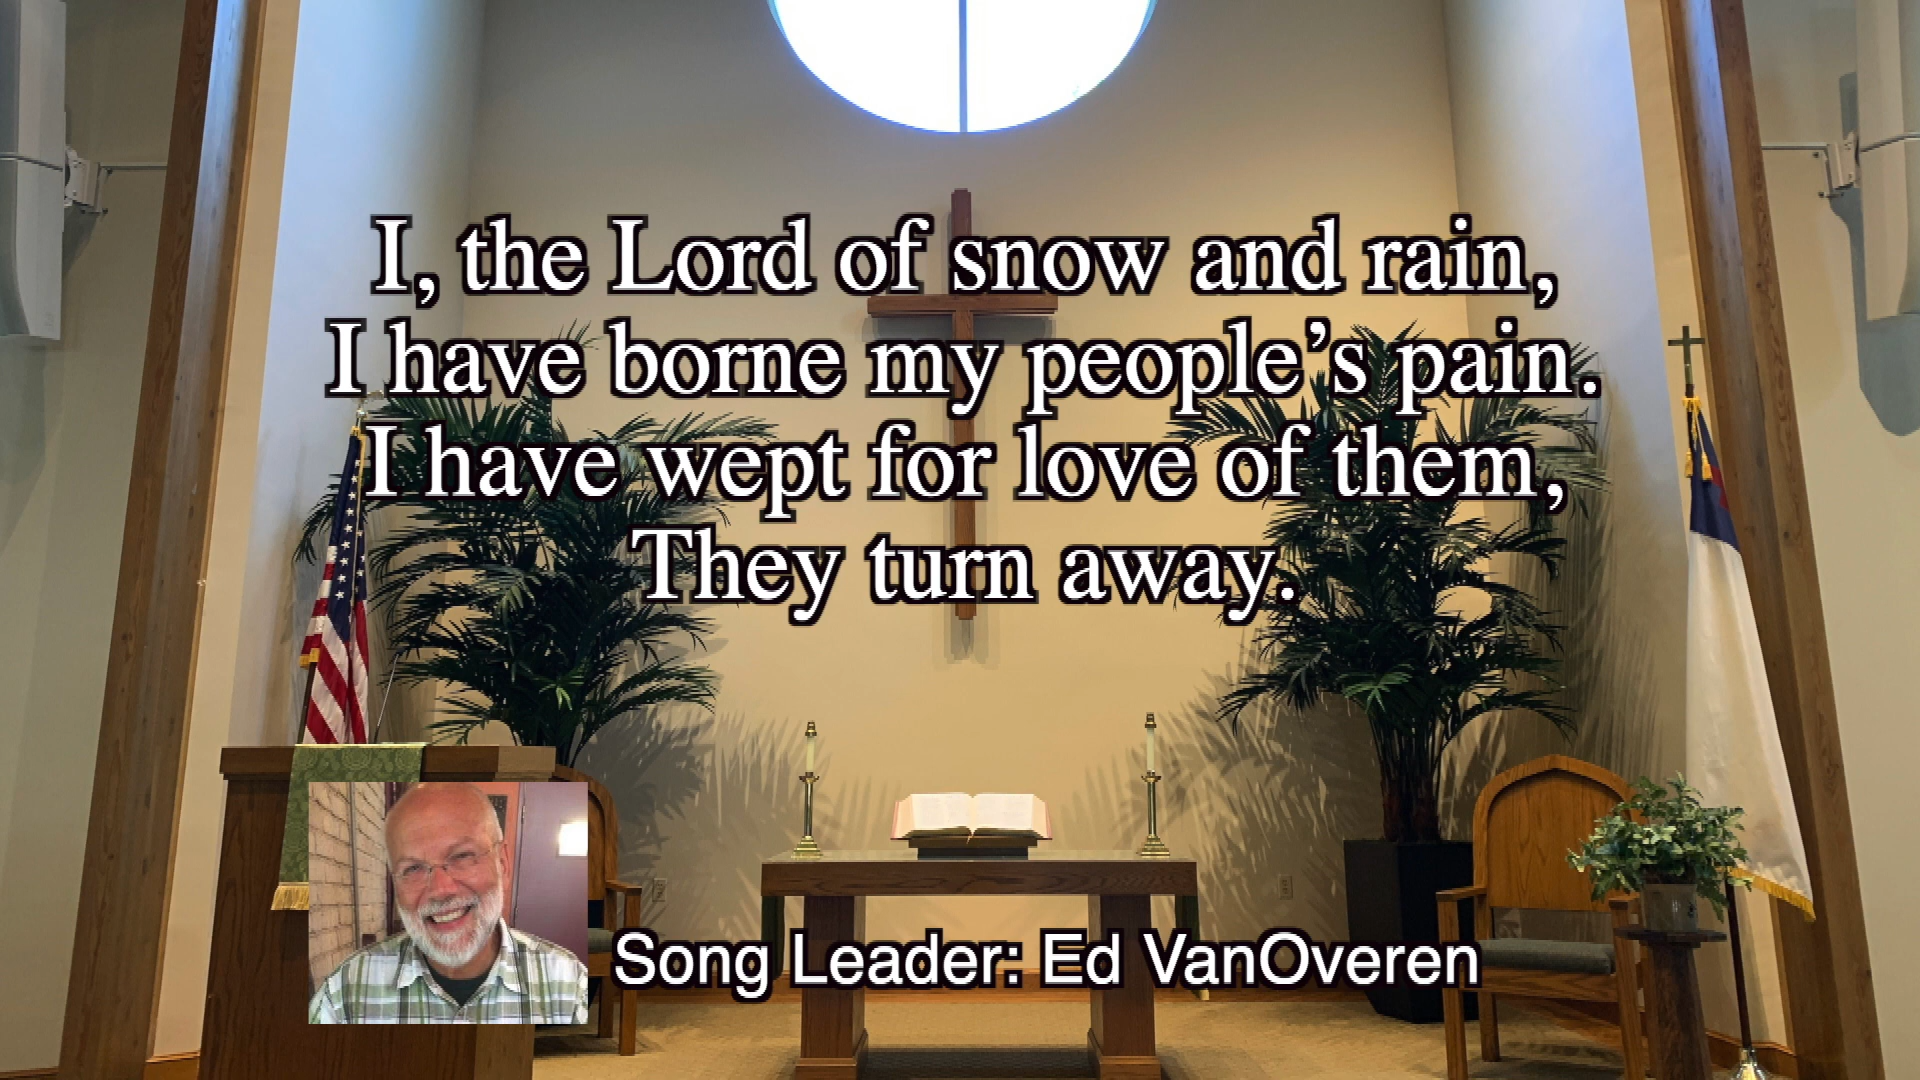 I, the Lord of snow and rain,
I have borne my people’s pain.
I have wept for love of them,
They turn away.
Song Leader: Ed VanOveren